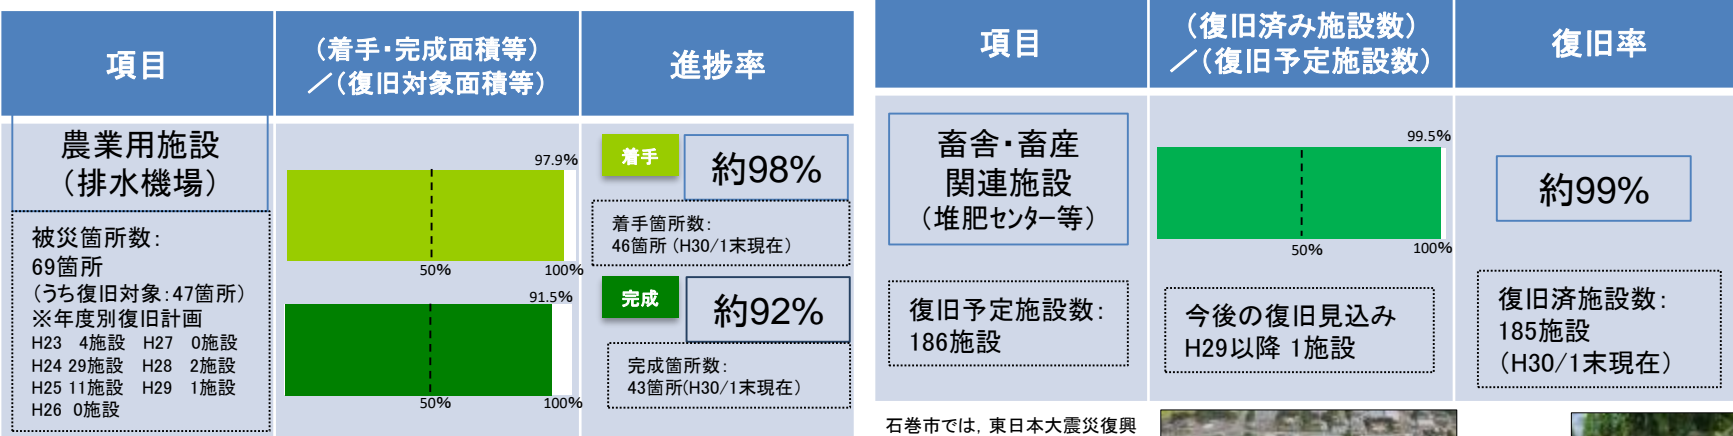 項目
（着手・完成面積等）
／（復旧対象面積等）
進捗率
農業用施設
（排水機場）
被災箇所数：
69箇所
（うち復旧対象：47箇所）
※年度別復旧計画
H23 4施設 H27 0施設
H24 29施設 H28 2施設
H25 11施設 H29 1施設
H26 0施設
97.9%
50%
100%
91.5%
50%
100%
着手
約98%
着手箇所数：
46箇所（H30/1末現在）
完成
約92%
完成箇所数：
43箇所(H30/1末現在）
項目
（復旧済み施設数）
／（復旧予定施設数）
復旧率
畜舎・畜産
関連施設
（堆肥センター等）
復旧予定施設数：
186施設
99.5%
50%
100%
今後の復旧見込み
H29以降 1施設
約99%
復旧済施設数：
185施設
（H30/1末現在）
石巻市では，東日本大震災復興